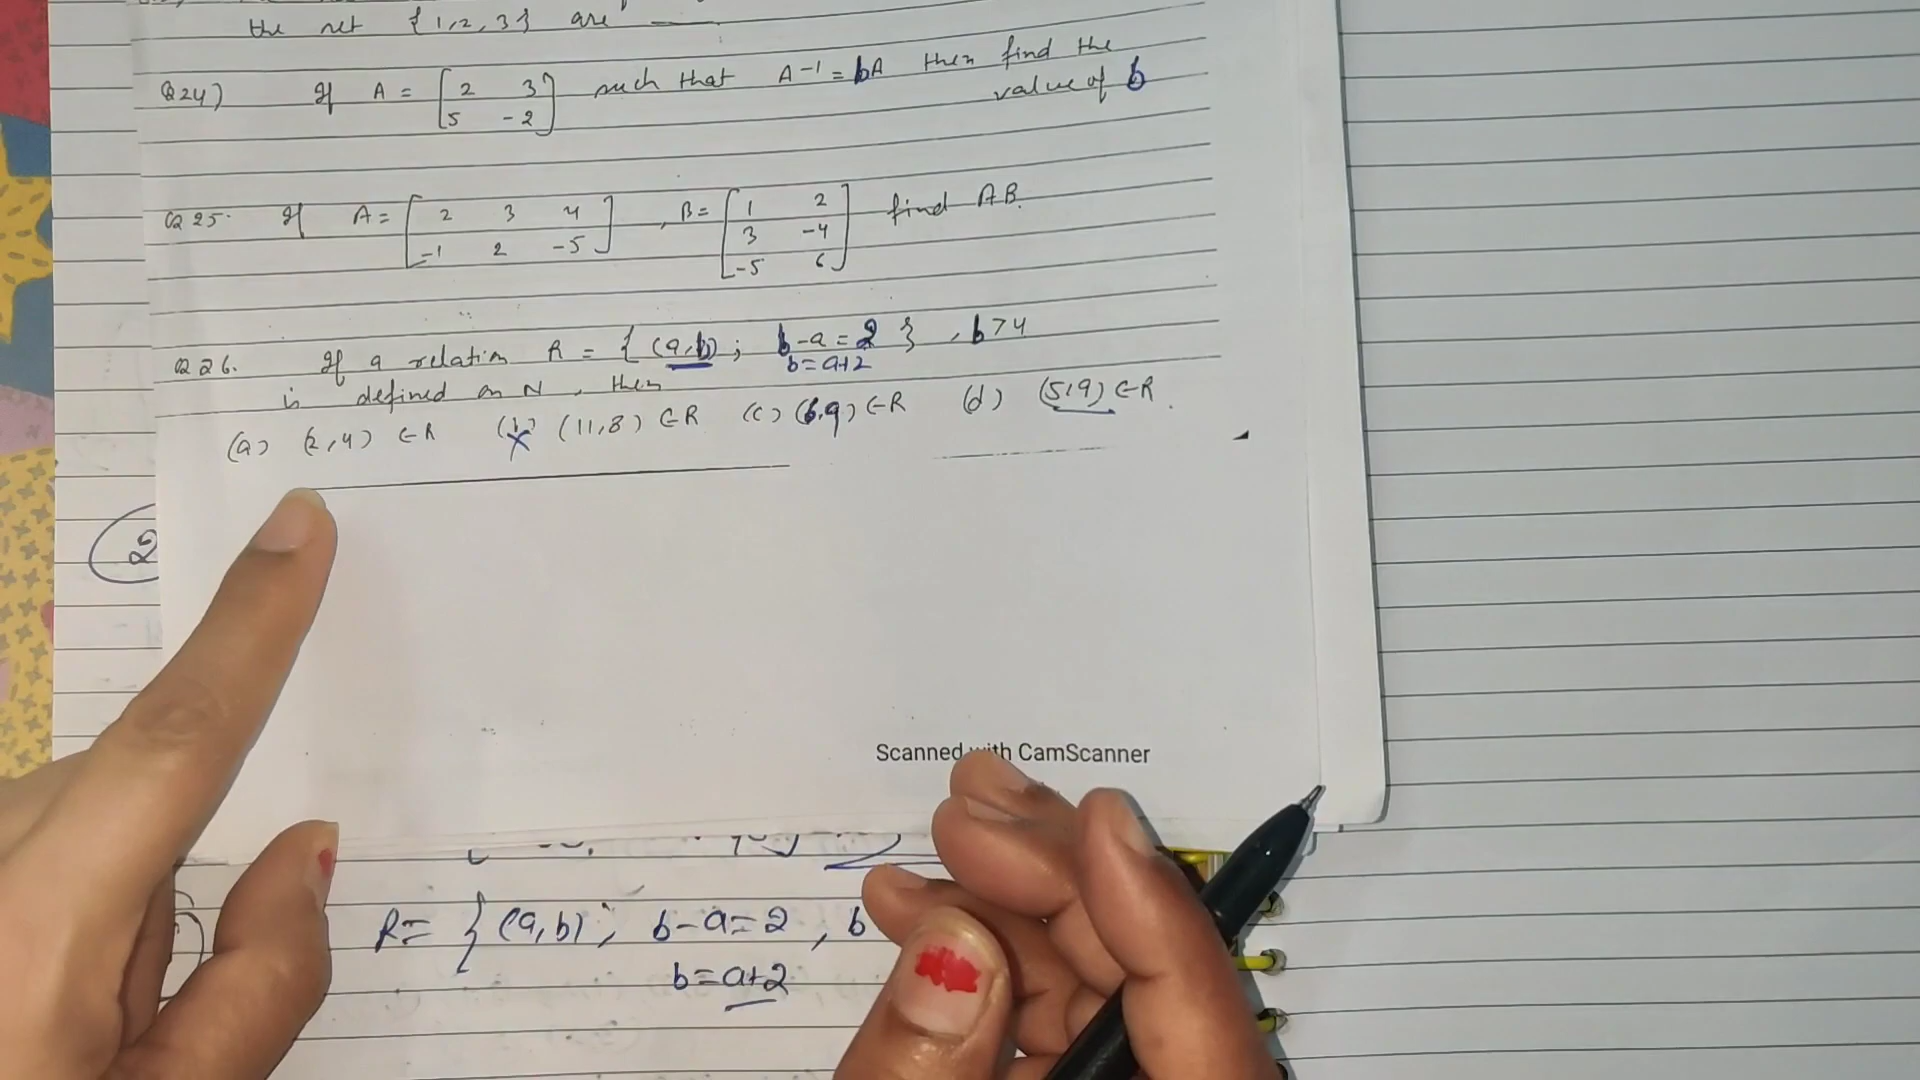 the set {1,2,3} are
Q24) If A = [2 3 5 -2] such that A⁻¹ = bA then find the
value of b
Q25. If A = [2 3 4 -1 2 -5], B = [1 2 3 -4 -5 6] find AB.
Q26. If a relation R = {(a,b); b-a=2}, b>4
b=a+2
is defined on N, then
(a) (2,4) ∈ R (b) (11,8) ∈ R (c) (6,9) ∈ R (d) (5,9) ∈ R.
2
Scanned with CamScanner
R= {(a,b); b-a=2, b
b=a+2